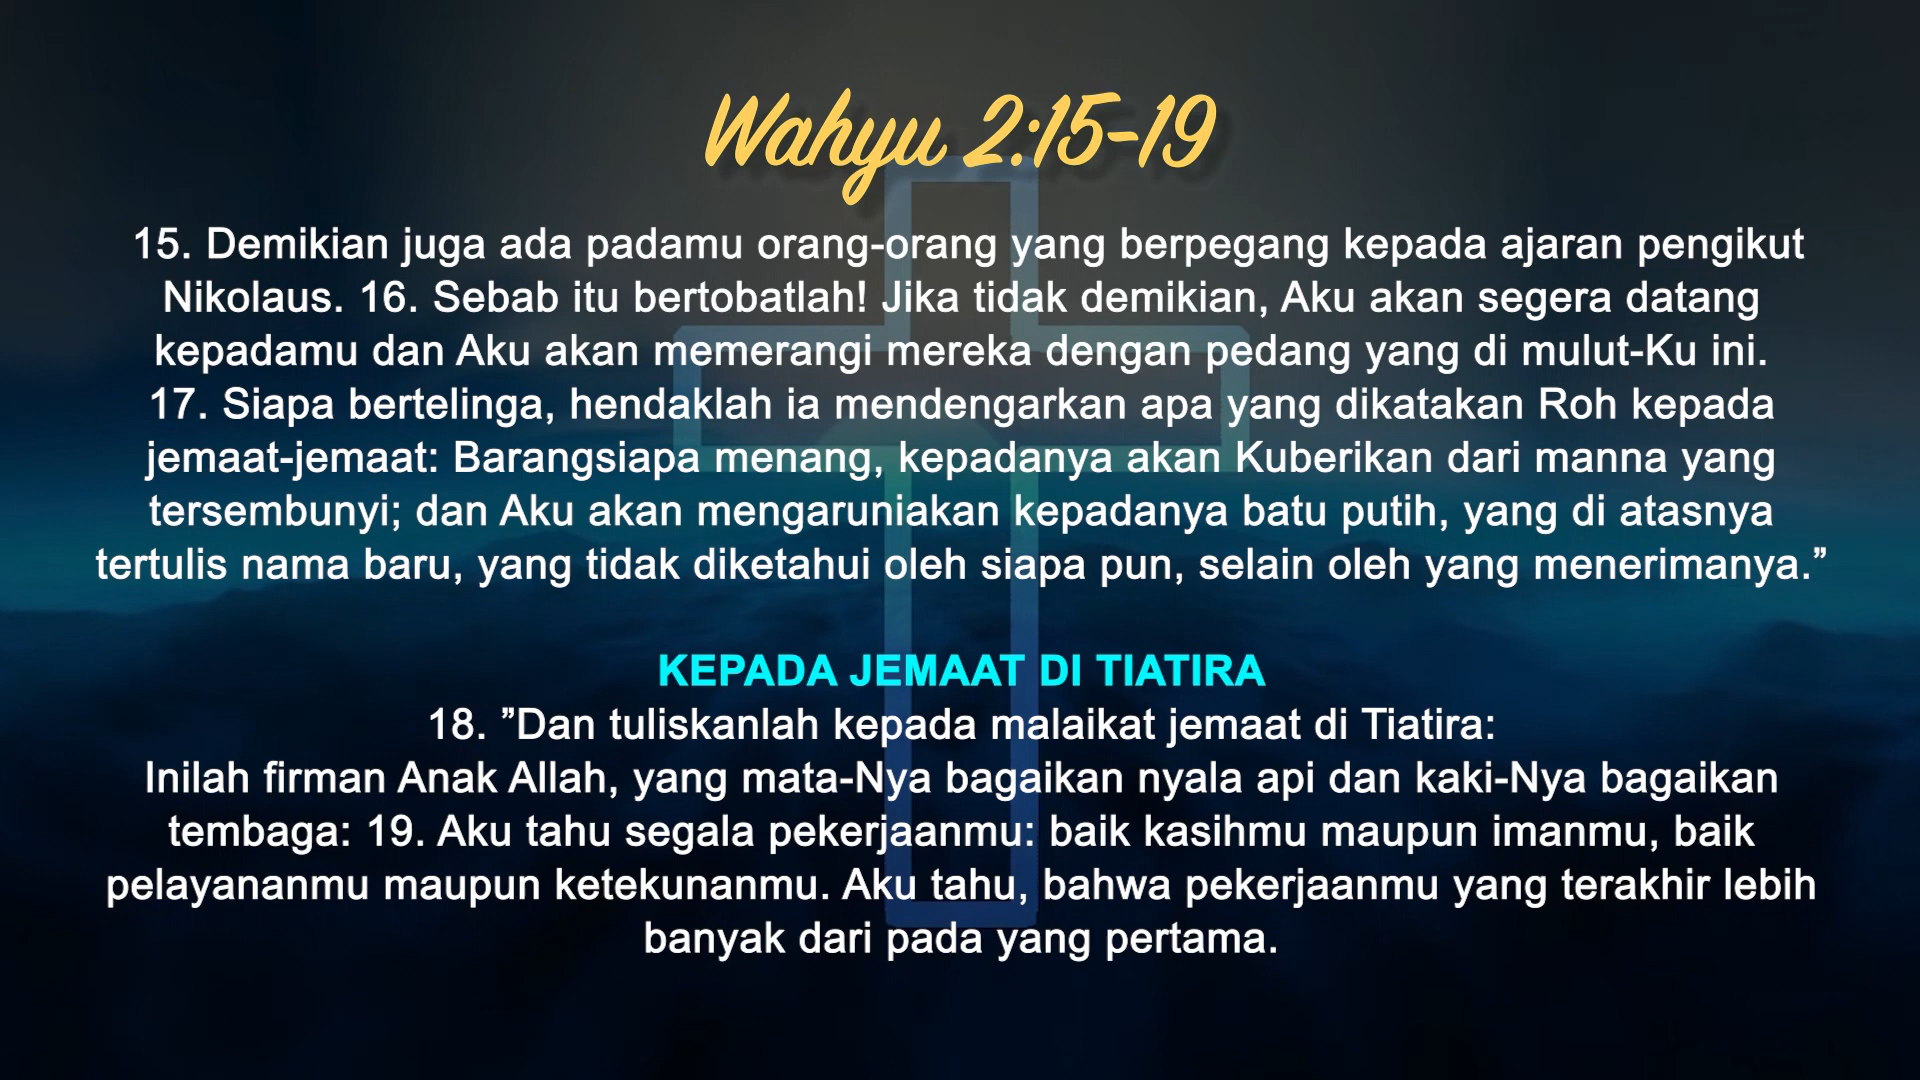 Wahyu 2:15-19
15. Demikian juga ada padamu orang-orang yang berpegang kepada ajaran pengikut
Nikolaus. 16. Sebab itu bertobatlah! Jika tidak demikian, Aku akan segera datang
kepadamu dan Aku akan memerangi mereka dengan pedang yang di mulut-Ku ini.
17. Siapa bertelinga, hendaklah ia mendengarkan apa yang dikatakan Roh kepada
jemaat-jemaat: Barangsiapa menang, kepadanya akan Kuberikan dari manna yang
tersembunyi; dan Aku akan mengaruniakan kepadanya batu putih, yang di atasnya
tertulis nama baru, yang tidak diketahui oleh siapa pun, selain oleh yang menerimanya.”
KEPADA JEMAAT DI TIATIRA
18. ”Dan tuliskanlah kepada malaikat jemaat di Tiatira:
Inilah firman Anak Allah, yang mata-Nya bagaikan nyala api dan kaki-Nya bagaikan
tembaga: 19. Aku tahu segala pekerjaanmu: baik kasihmu maupun imanmu, baik
pelayananmu maupun ketekunanmu. Aku tahu, bahwa pekerjaanmu yang terakhir lebih
banyak dari pada yang pertama.